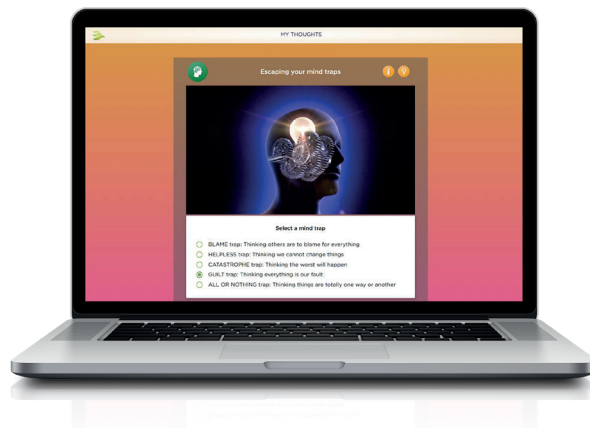 MY THOUGHTS
Escaping your mind traps
Select a mind trap
BLAME trap: Thinking others are to blame for everything
HELPLESS trap: Thinking we cannot change things
CATASTROPHE trap: Thinking the worst will happen
GUILT trap: Thinking everything is our fault
ALL OR NOTHING trap: Thinking things are totally one way or another